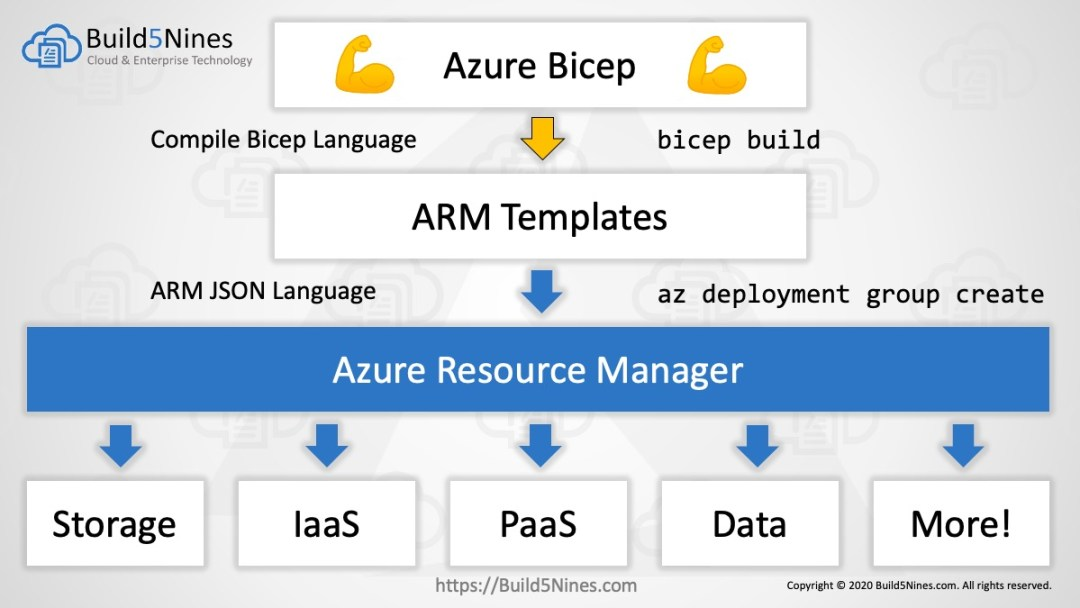 Build5Nines
Cloud & Enterprise Technology
Azure Bicep
Compile Bicep Language
bicep build
ARM Templates
ARM JSON Language
az deployment group create
Azure Resource Manager
Storage
IaaS
PaaS
Data
More!
https://Build5Nines.com
Copyright © 2020 Build5Nines.com. All rights reserved.